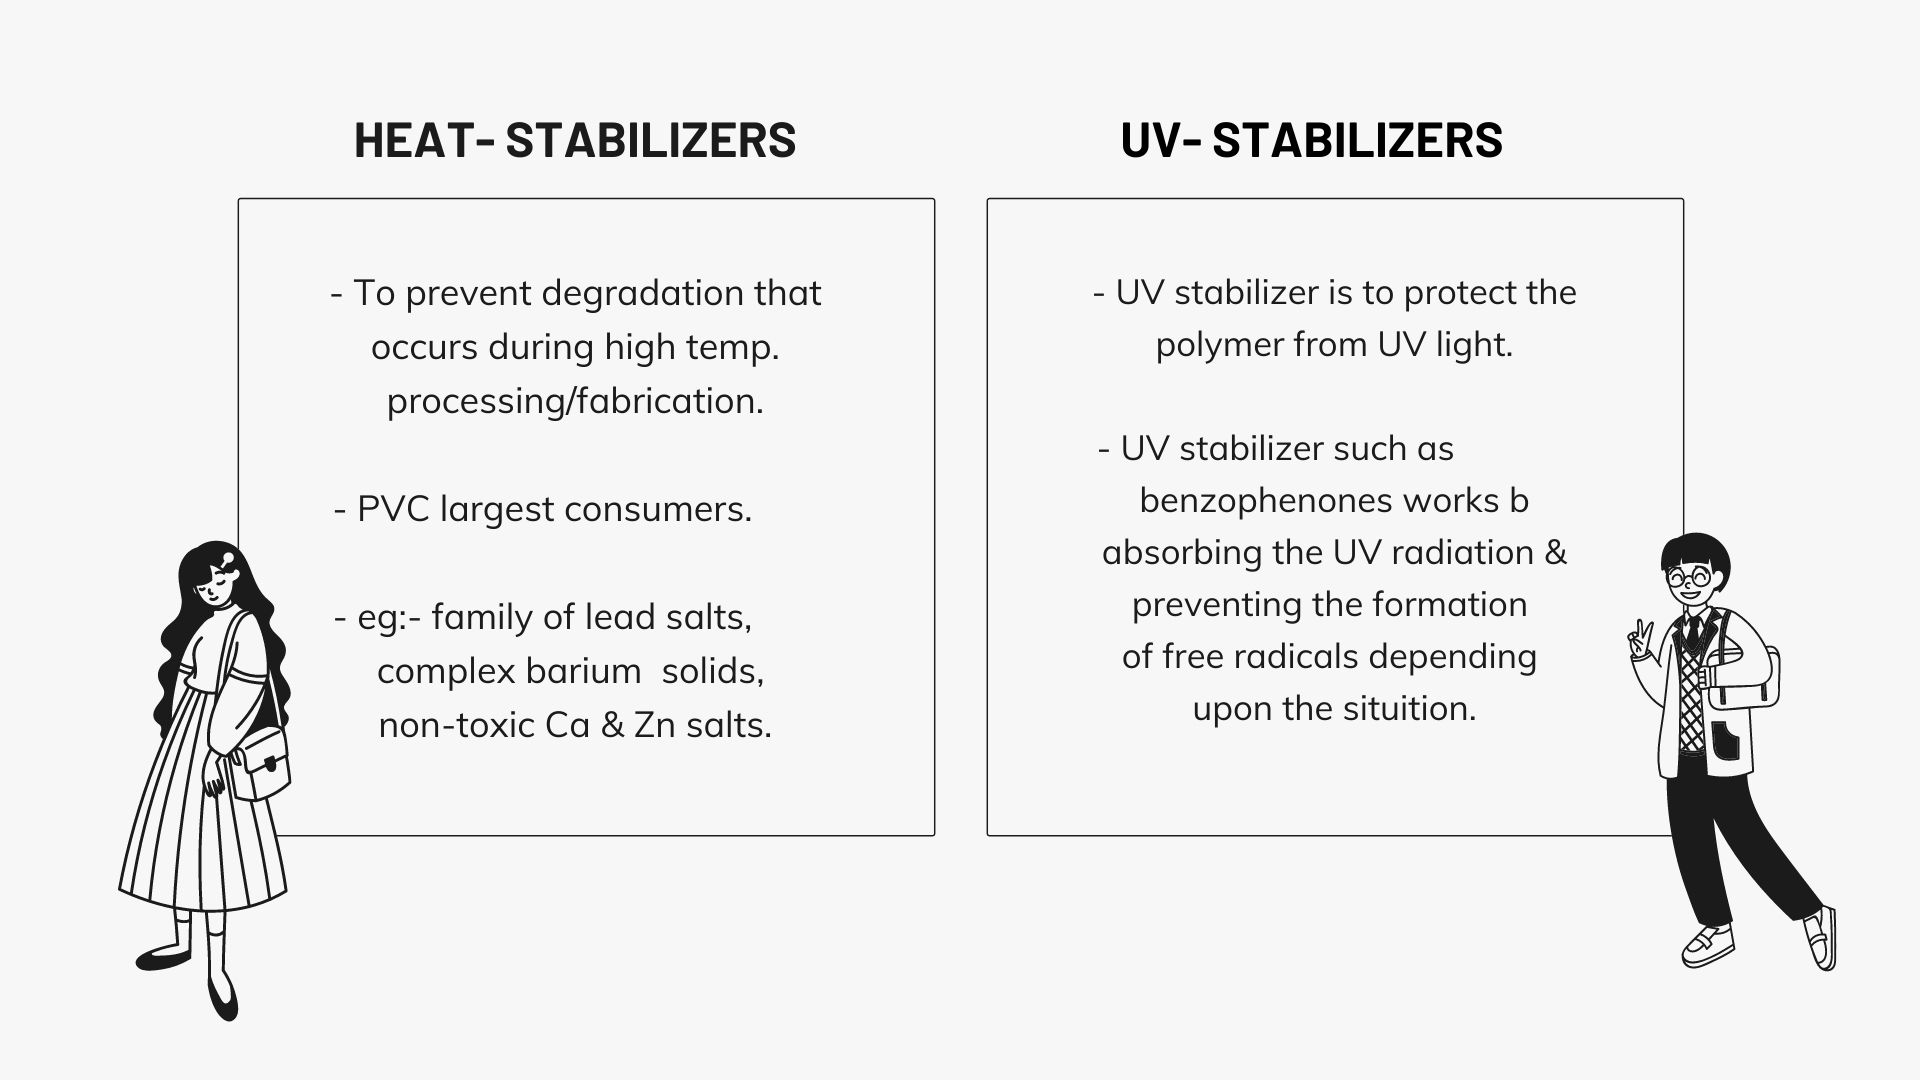 HEAT- STABILIZERS
- To prevent degradation that
occurs during high temp.
processing/fabrication.
- PVC largest consumers.
- eg:- family of lead salts,
complex barium  solids,
non-toxic Ca & Zn salts.
UV- STABILIZERS
- UV stabilizer is to protect the
polymer from UV light.
- UV stabilizer such as
benzophenones works b
absorbing the UV radiation &
preventing the formation
of free radicals depending
upon the situition.